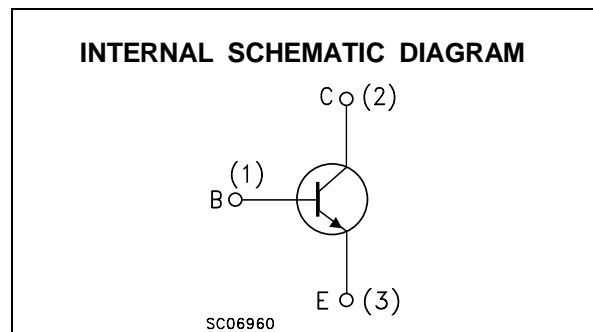 INTERNAL SCHEMATIC DIAGRAM
C (2)
(1)
B
E (3)
SC06960